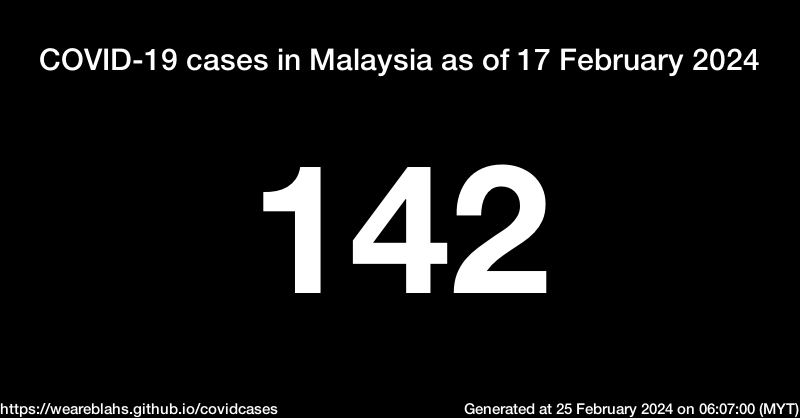 COVID-19 cases in Malaysia as of 17 February 2024
142
https://weareblahs.github.io/covidcases
Generated at 25 February 2024 on 06:07:00 (MYT)